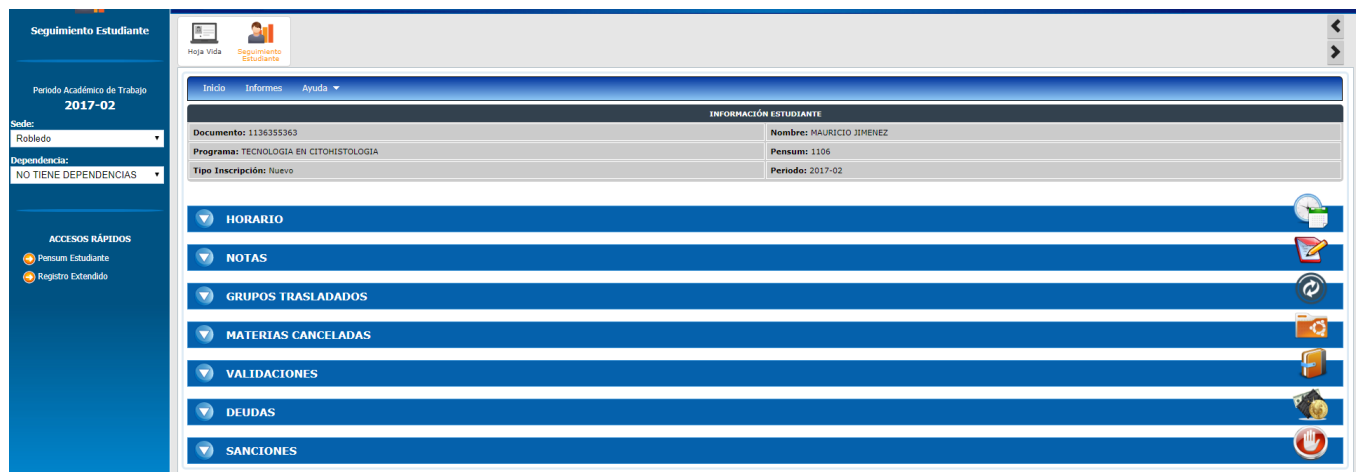 Seguimiento Estudiante
Periodo Académico de Trabajo
2017-02
Sede:
Robledo
Dependencia:
NO TIENE DEPENDENCIAS
ACCESOS RÁPIDOS
Pensum Estudiante
Registro Extendido
Hoja Vida
Seguimiento
Estudiante
Inicio Informes Ayuda
INFORMACIÓN ESTUDIANTE
Documento: 1136355363 Nombre: MAURICIO JIMENEZ
Programa: TECNOLOGIA EN CITOHISTOLOGIA Pensum: 1106
Tipo Inscripción: Nuevo Periodo: 2017-02
HORARIO
NOTAS
GRUPOS TRASLADADOS
MATERIAS CANCELADAS
VALIDACIONES
DEUDAS
SANCIONES